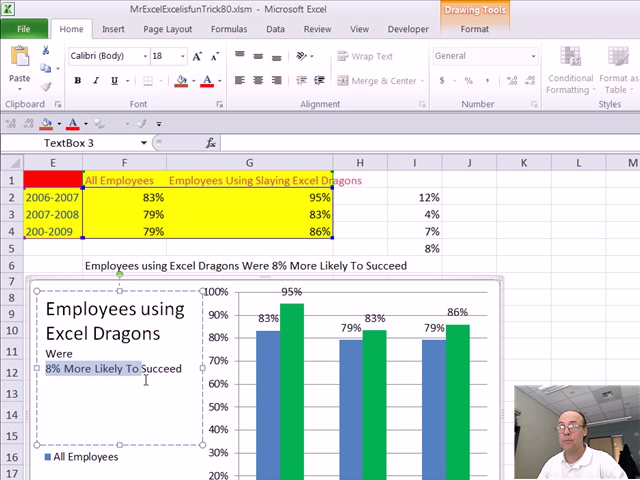 MrExcelExcelisfunTrick80.xlsm - Microsoft Excel
Drawing Tools
File Home Insert Page Layout Formulas Data Review View Developer Format
Paste
Calibri (Body) 18 A A
B I U A
Wrap Text
Merge & Center
General
$ % ,
Conditional Formatting
Format as Table
Clipboard Font Alignment Number Styles
TextBox 3 fx
E F G H I J K L M
1 All Employees Employees Using Slaying Excel Dragons
2 2006-2007 83% 95% 12%
3 2007-2008 79% 83% 4%
4 200-2009 79% 86% 7%
5 8%
6 Employees using Excel Dragons Were 8% More Likely To Succeed
7
8
9
10
11
12
13
14
15
16
17
Employees using
Excel Dragons
Were
8% More Likely To Succeed
All Employees
100%
90%
80%
70%
60%
50%
40%
30%
20%
83% 95%
79% 83%
79% 86%